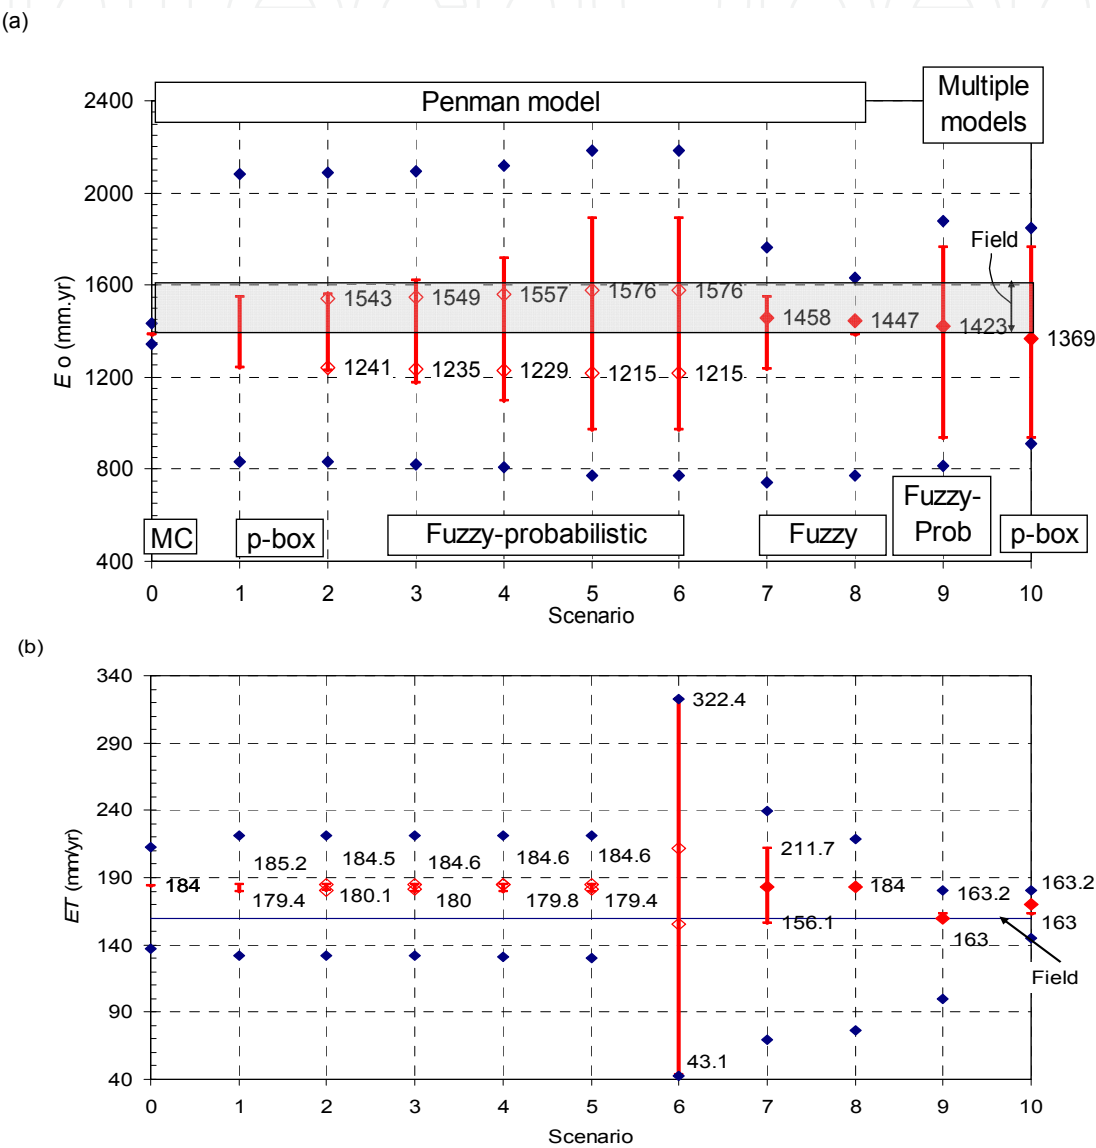 (a)
Multiple
models
Penman model
2400
2000
1600
1200
800
400
E o (mm.yr)
Field
1543
1549
1557
1576
1576
1458
1447
1423
1369
1241
1235
1229
1215
1215
MC
p-box
Fuzzy-probabilistic
Fuzzy
Fuzzy-
Prob
p-box
0 1 2 3 4 5 6 7 8 9 10
Scenario
(b)
340
290
240
190
140
90
40
ET (mm/yr)
322.4
211.7
185.2
184.5
184.6
184.6
184.6
184
184
163.2
163.2
179.4
180.1
180
179.8
179.4
156.1
163
163
Field
43.1
0 1 2 3 4 5 6 7 8 9 10
Scenario